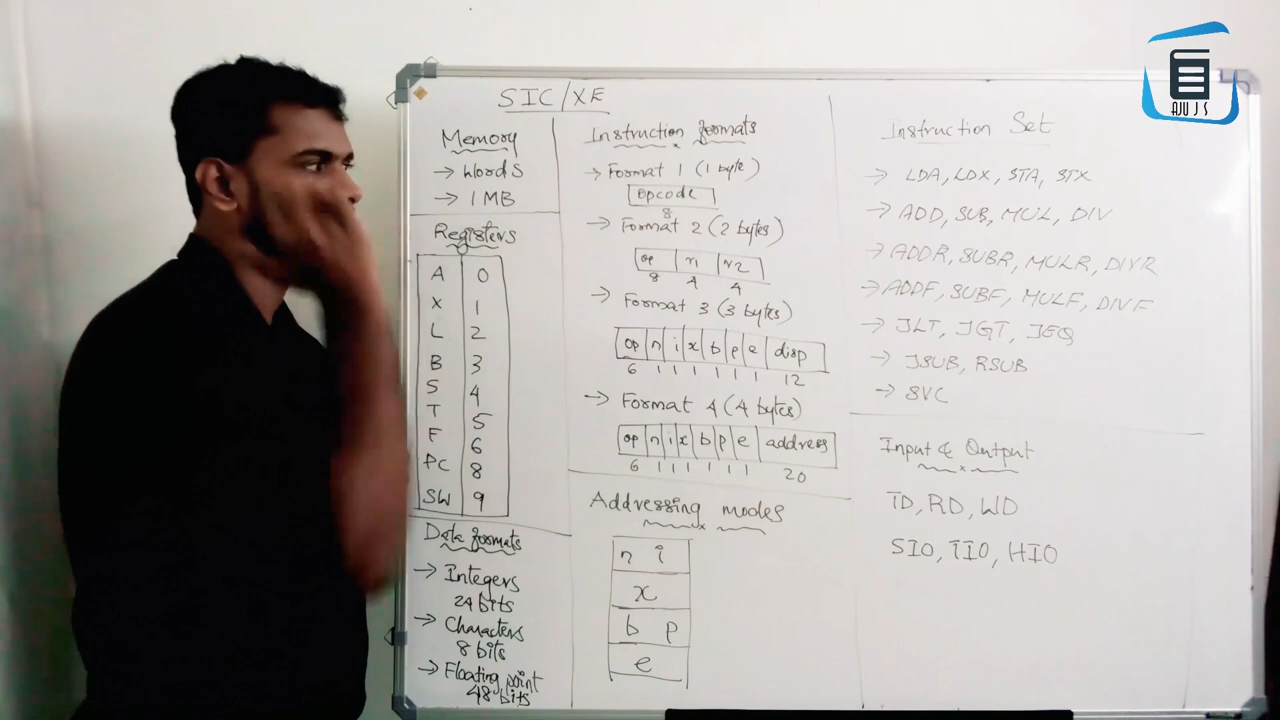 SIC/XE
Memory
→ Words
→ 1 MB
Registers
A 0
X 1
L 2
B 3
S 4
T 5
F 6
PC 8
SW 9
Data formats
→ Integers
24 bits
→ Characters
8 bits
→ Floating point
48 bits
Instruction formats
→ Format 1 (1 byte)
opcode
8
→ Format 2 (2 bytes)
op r1 r2
8 4 4
→ Format 3 (3 bytes)
op n i x b p e disp
6 1 1 1 1 1 1 12
→ Format 4 (4 bytes)
op n i x b p e address
6 1 1 1 1 1 1 20
Addressing modes
n i
x
b p
e
Instruction Set
→ LDA, LDX, STA, STX
→ ADD, SUB, MUL, DIV
→ ADDR, SUBR, MULR, DIVR
→ ADDF, SUBF, MULF, DIVF
→ JLT, JGT, JEQ
→ JSUB, RSUB
→ SVC
Input & Output
TD, RD, WD
SIO, TIO, HIO
AJU J S